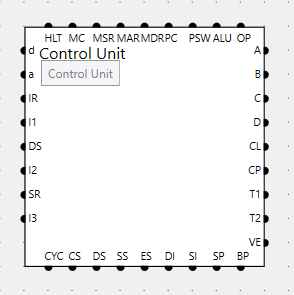 HLT MC MSR MAR MDR PC PSW ALU OP
d Control Unit A
a Control Unit B
IR C
I1 D
DS CL
I2 CP
SR T1
I3 T2
VE
CYC CS DS SS ES DI SI SP BP